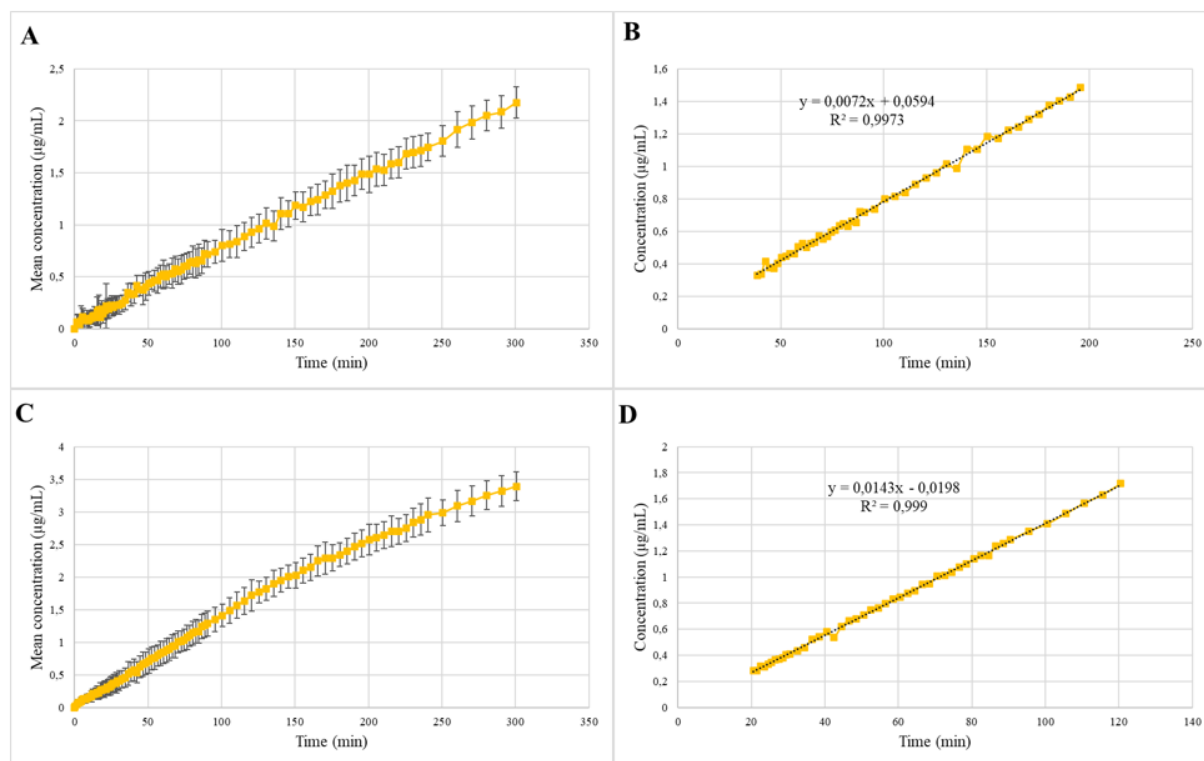 A
Mean concentration (µg/mL)
2,5
2
1,5
1
0,5
0
0 50 100 150 200 250 300 350
Time (min)
B
Concentration (µg/mL)
1,6
1,4
1,2
1
0,8
0,6
0,4
0,2
0
y = 0,0072x + 0,0594
R² = 0,9973
0 50 100 150 200 250
Time (min)
C
Mean concentration (µg/mL)
4
3,5
3
2,5
2
1,5
1
0,5
0
0 50 100 150 200 250 300 350
Time (min)
D
Concentration (µg/mL)
2
1,8
1,6
1,4
1,2
1
0,8
0,6
0,4
0,2
0
y = 0,0143x - 0,0198
R² = 0,999
0 20 40 60 80 100 120 140
Time (min)